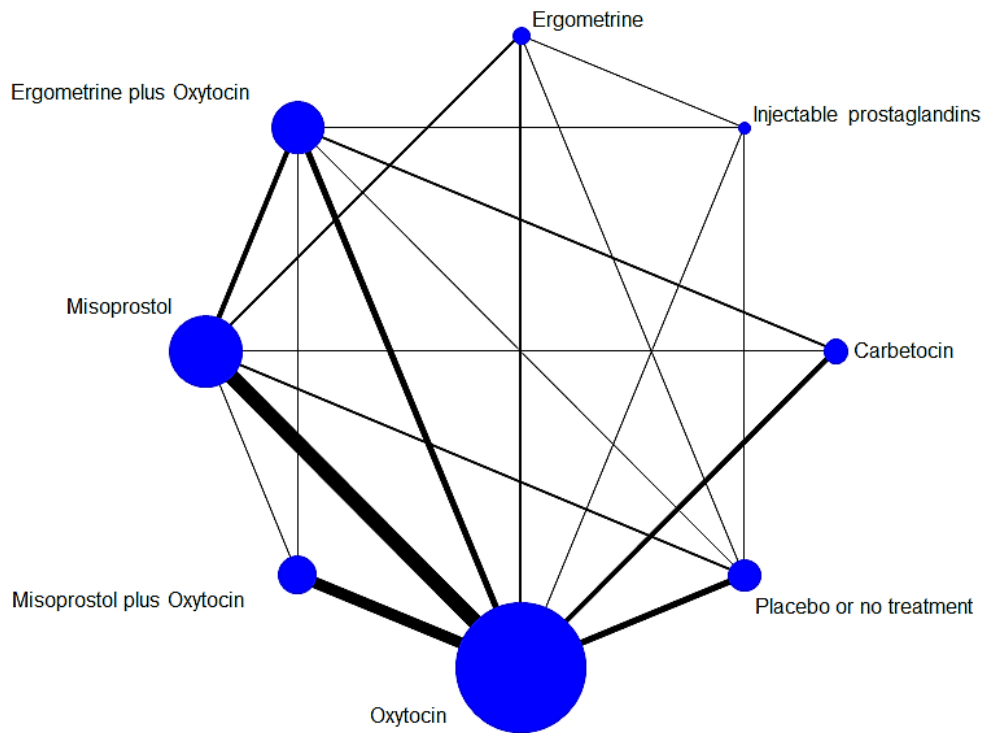 Ergometrine
Ergometrine plus Oxytocin
Injectable prostaglandins
Misoprostol
Carbetocin
Misoprostol plus Oxytocin
Placebo or no treatment
Oxytocin